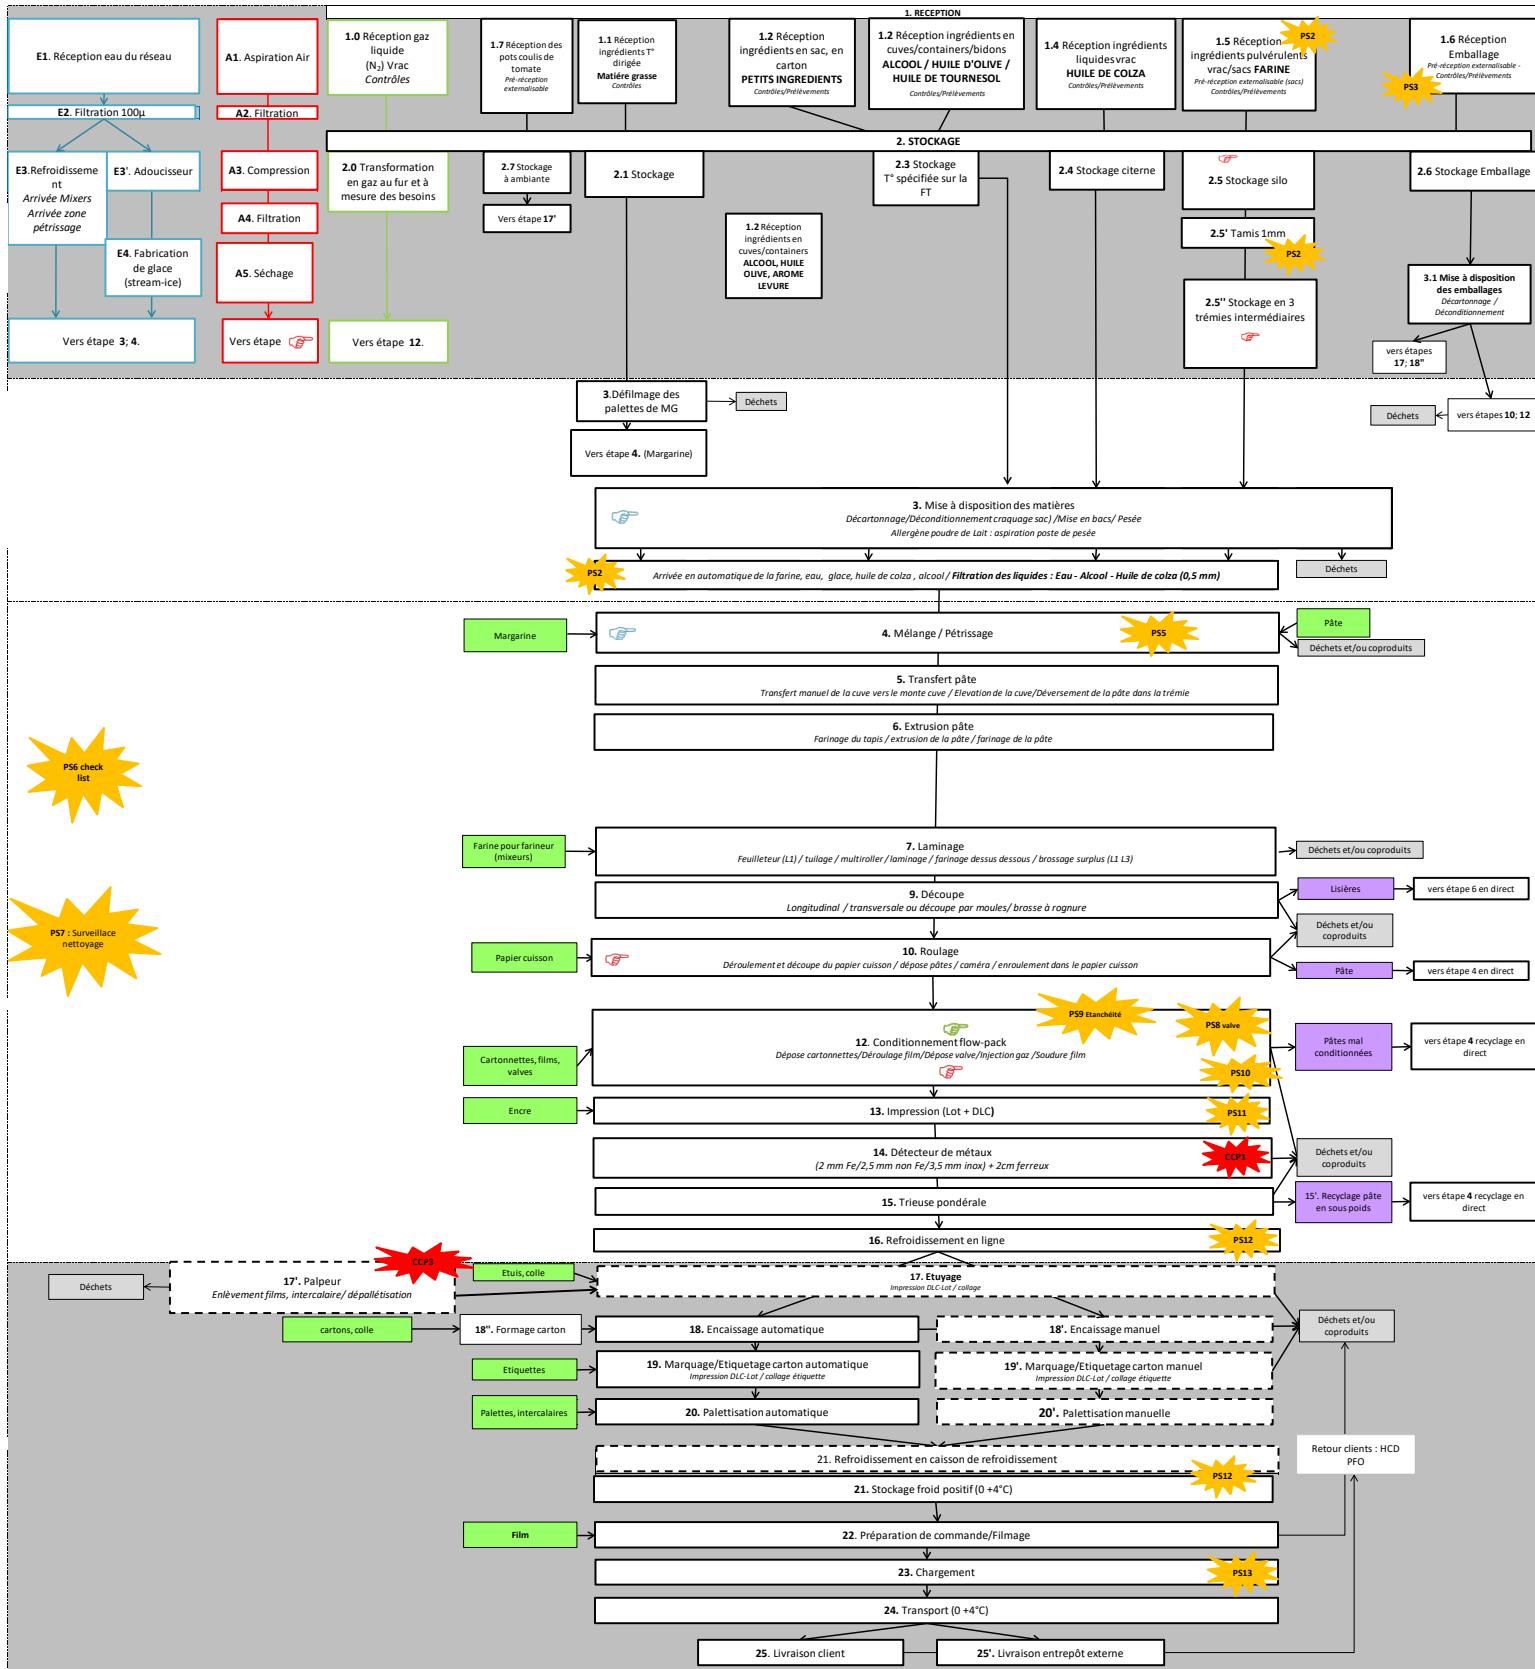 1. RECEPTION
E1. Réception eau du réseau
E2. Filtration 100µ
E3.Refroidisseme
nt
Arrivée Mixers
Arrivée zone
pétrissage
E3'. Adoucisseur
E4. Fabrication
de glace
(stream-ice)
Vers étape 3; 4.
A1. Aspiration Air
A2. Filtration
A3. Compression
A4. Filtration
A5. Séchage
Vers étape
1.0 Réception gaz
liquide
(N2) Vrac
Contrôles
2.0 Transformation
en gaz au fur et à
mesure des besoins
Vers étape 12.
1.7 Réception des
pots coulis de
tomate
Pré-réception
externalisable
1.1 Réception
ingrédients T°
dirigée
Matiére grasse
Contrôles
1.2 Réception
ingrédients en sac, en
carton
PETITS INGREDIENTS
Contrôles/Prélèvements
1.2 Réception ingrédients en
cuves/containers/bidons
ALCOOL / HUILE D'OLIVE /
HUILE DE TOURNESOL
Contrôles/Prélèvements
1.4 Réception ingrédients
liquides vrac
HUILE DE COLZA
Contrôles/Prélèvements
PS2
1.5 Réception
ingrédients pulvérulents
vrac/sacs FARINE
Pré-réception externalisable (sacs)
Contrôles/Prélèvements
1.6 Réception
Emballage
Pré-réception externalisable -
Contrôles/Prélèvements
PS3
2. STOCKAGE
2.7 Stockage
à ambiante
Vers étape 17'
2.1 Stockage
2.3 Stockage
T° spécifiée sur la
FT
2.4 Stockage citerne
2.5 Stockage silo
2.6 Stockage Emballage
1.2 Réception
ingrédients en
cuves/containers
ALCOOL, HUILE
OLIVE, AROME
LEVURE
2.5' Tamis 1mm
PS2
2.5'' Stockage en 3
trémies intermédiaires
3.1 Mise à disposition
des emballages
Décartonnage /
Déconditionnement
vers étapes
17; 18"
3.Défilmage des
palettes de MG
Déchets
Déchets
vers étapes 10; 12
Vers étape 4. (Margarine)
3. Mise à disposition des matières
Décartonnage/Déconditionnement craquage sac) /Mise en bacs/ Pesée
Allergène poudre de Lait : aspiration poste de pesée
PS2
Arrivée en automatique de la farine, eau, glace, huile de colza , alcool / Filtration des liquides : Eau - Alcool - Huile de colza (0,5 mm)
Déchets
Margarine
4. Mélange / Pétrissage
PS5
Pâte
Déchets et/ou coproduits
5. Transfert pâte
Transfert manuel de la cuve vers le monte cuve / Elevation de la cuve/Déversement de la pâte dans la trémie
6. Extrusion pâte
Farinage du tapis / extrusion de la pâte / farinage de la pâte
PS6 check
list
Farine pour farineur
(mixeurs)
7. Laminage
Feuilleteur (L1) / tuilage / multiroller / laminage / farinage dessus dessous / brossage surplus (L1 L3)
Déchets et/ou coproduits
9. Découpe
Longitudinal / transversale ou découpe par moules/ brosse à rognure
Lisières
vers étape 6 en direct
PS7 : Surveillace
nettoyage
Déchets et/ou
coproduits
Papier cuisson
10. Roulage
Déroulement et découpe du papier cuisson / dépose pâtes / caméra / enroulement dans le papier cuisson
Pâte
vers étape 4 en direct
PS9 Etanchéité
PS8 valve
Cartonnettes, films,
valves
12. Conditionnement flow-pack
Dépose cartonnettes/Déroulage film/Dépose valve/Injection gaz /Soudure film
PS10
Pâtes mal
conditionnées
vers étape 4 recyclage en
direct
Encre
13. Impression (Lot + DLC)
PS11
14. Détecteur de métaux
(2 mm Fe/2,5 mm non Fe/3,5 mm inox) + 2cm ferreux
CCP1
Déchets et/ou
coproduits
15. Trieuse pondérale
15'. Recyclage pâte
en sous poids
vers étape 4 recyclage en
direct
16. Refroidissement en ligne
PS12
CCP3
Déchets
17'. Palpeur
Enlèvement films, intercalaire/ dépallétisation
Etuis, colle
17. Etuyage
Impression DLC-Lot / collage
cartons, colle
18". Formage carton
18. Encaissage automatique
18'. Encaissage manuel
Déchets et/ou
coproduits
Etiquettes
19. Marquage/Etiquetage carton automatique
Impression DLC-Lot / collage étiquette
19'. Marquage/Etiquetage carton manuel
Impression DLC-Lot / collage étiquette
Palettes, intercalaires
20. Palettisation automatique
20'. Palettisation manuelle
21. Refroidissement en caisson de refroidissement
PS12
Retour clients : HCD
PFO
21. Stockage froid positif (0 +4°C)
Film
22. Préparation de commande/Filmage
23. Chargement
PS13
24. Transport (0 +4°C)
25. Livraison client
25'. Livraison entrepôt externe